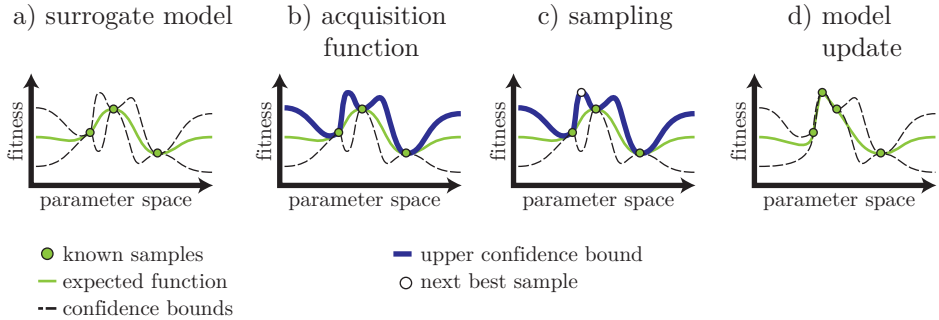 a) surrogate model
b) acquisition
function
c) sampling
d) model
update
fitness
parameter space
fitness
parameter space
fitness
parameter space
fitness
parameter space
known samples
expected function
confidence bounds
upper confidence bound
next best sample